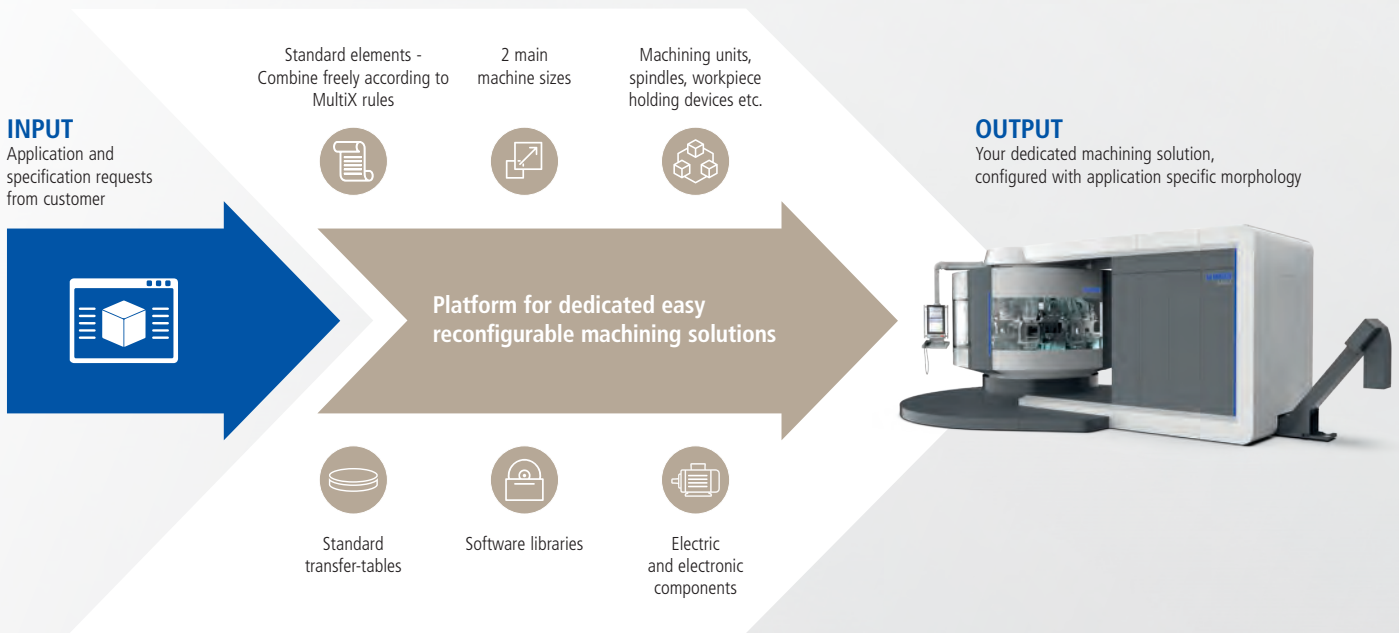 Standard elements -
Combine freely according to
MultiX rules
2 main
machine sizes
Machining units,
spindles, workpiece
holding devices etc.
INPUT
Application and
specification requests
from customer
OUTPUT
Your dedicated machining solution,
configured with application specific morphology
Platform for dedicated easy
reconfigurable machining solutions
Standard
transfer-tables
Software libraries
Electric
and electronic
components